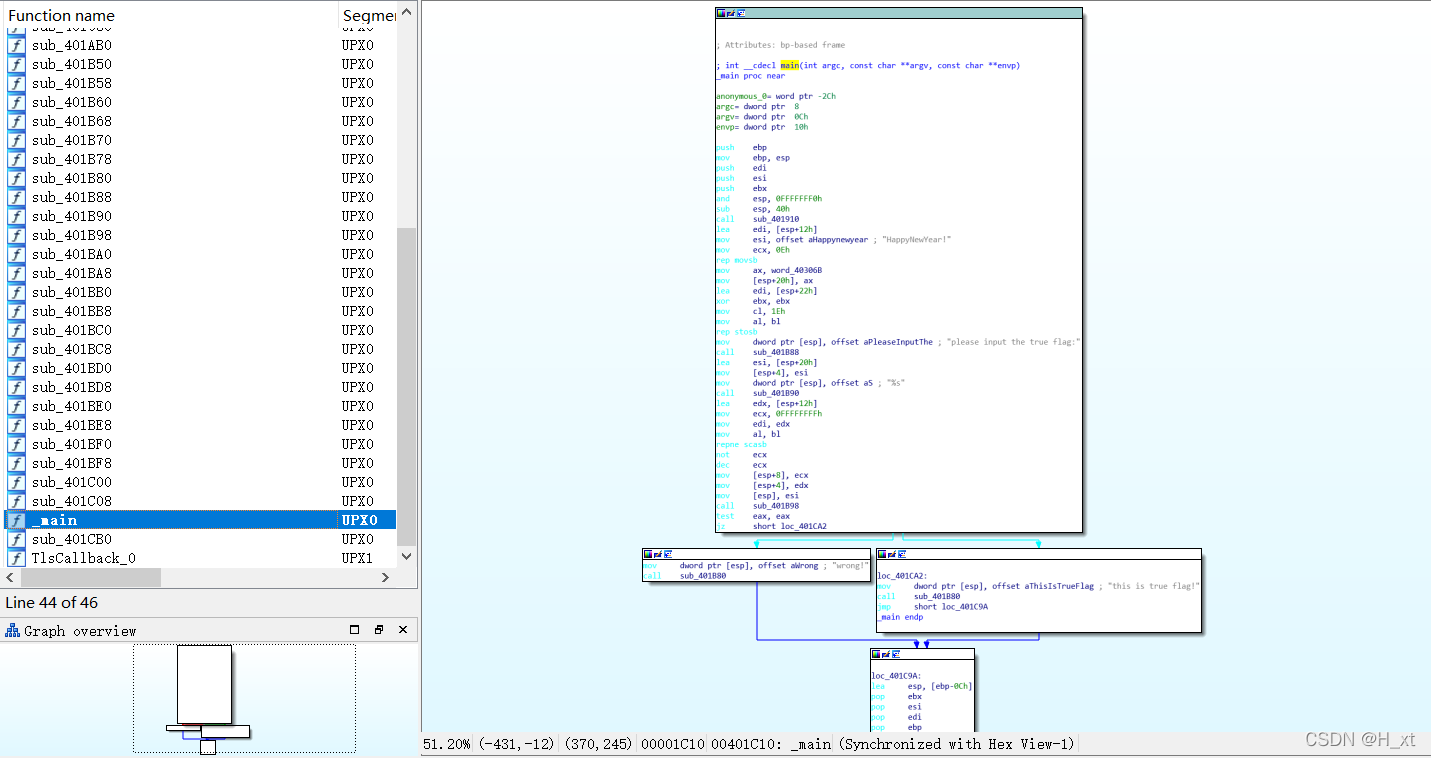 Function name
Segmer
sub_401AB0
UPX0
sub_401B50
UPX0
sub_401B58
UPX0
sub_401B60
UPX0
sub_401B68
UPX0
sub_401B70
UPX0
sub_401B78
UPX0
sub_401B80
UPX0
sub_401B88
UPX0
sub_401B90
UPX0
sub_401B98
UPX0
sub_401BA0
UPX0
sub_401BA8
UPX0
sub_401BB0
UPX0
sub_401BB8
UPX0
sub_401BC0
UPX0
sub_401BC8
UPX0
sub_401BD0
UPX0
sub_401BD8
UPX0
sub_401BE0
UPX0
sub_401BE8
UPX0
sub_401BF0
UPX0
sub_401BF8
UPX0
sub_401C00
UPX0
sub_401C08
UPX0
_main
UPX0
sub_401CB0
UPX0
TlsCallback_0
UPX1
Line 44 of 46
Graph overview
; Attributes: bp-based frame
; int __cdecl main(int argc, const char **argv, const char **envp)
_main proc near
anonymous_0= word ptr -2Ch
argc= dword ptr  8
argv= dword ptr  0Ch
envp= dword ptr  10h
push    ebp
mov     ebp, esp
push    edi
push    esi
push    ebx
and     esp, 0FFFFFFF0h
sub     esp, 40h
call    sub_401910
lea     edi, [esp+12h]
mov     esi, offset aHappynewyear ; "HappyNewYear!"
mov     ecx, 0Eh
rep movsb
mov     ax, word_40306B
mov     [esp+20h], ax
lea     edi, [esp+22h]
xor     ebx, ebx
mov     cl, 1Eh
mov     al, bl
rep stosb
mov     dword ptr [esp], offset aPleaseInputThe ; "please input the true flag:"
call    sub_401B88
lea     esi, [esp+20h]
mov     [esp+4], esi
mov     dword ptr [esp], offset aS ; "%s"
call    sub_401B90
lea     edx, [esp+12h]
mov     ecx, 0FFFFFFFFh
mov     edi, edx
mov     al, bl
repne scasb
not     ecx
dec     ecx
mov     [esp+8], ecx
mov     [esp+4], edx
mov     [esp], esi
call    sub_401B98
test    eax, eax
jz      short loc_401CA2
mov     dword ptr [esp], offset aWrong ; "wrong!"
call    sub_401B80
loc_401CA2:
mov     dword ptr [esp], offset aThisIsTrueFlag ; "this is true flag!"
call    sub_401B80
jmp     short loc_401C9A
_main endp
loc_401C9A:
lea     esp, [ebp-0Ch]
pop     ebx
pop     esi
pop     edi
pop     ebp
51.20% (-431,-12) (370,245) 00001C10 00401C10: _main (Synchronized with Hex View-1)
CSDN @H_xt